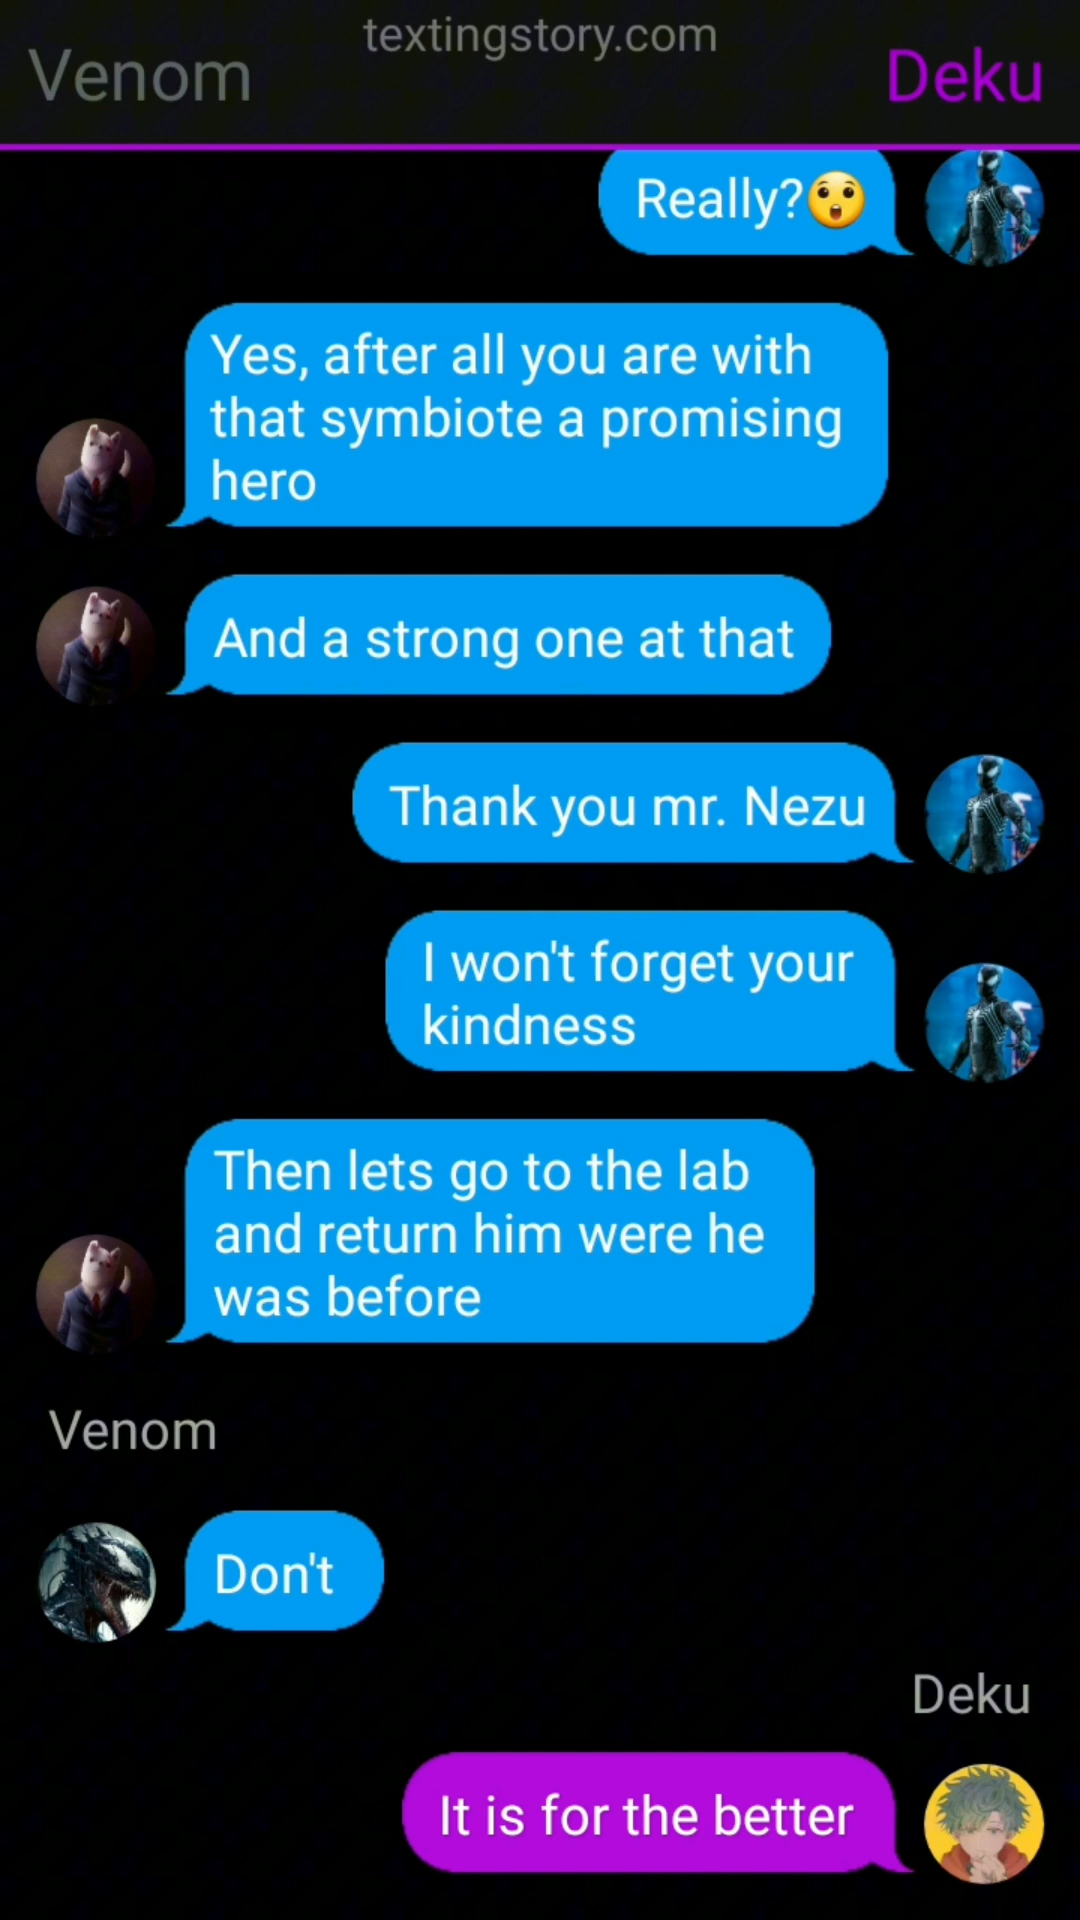 textingstory.com
Venom
Deku
Really?😯
Yes, after all you are with
that symbiote a promising
hero
And a strong one at that
Thank you mr. Nezu
I won't forget your
kindness
Then lets go to the lab
and return him were he
was before
Venom
Don't
Deku
It is for the better